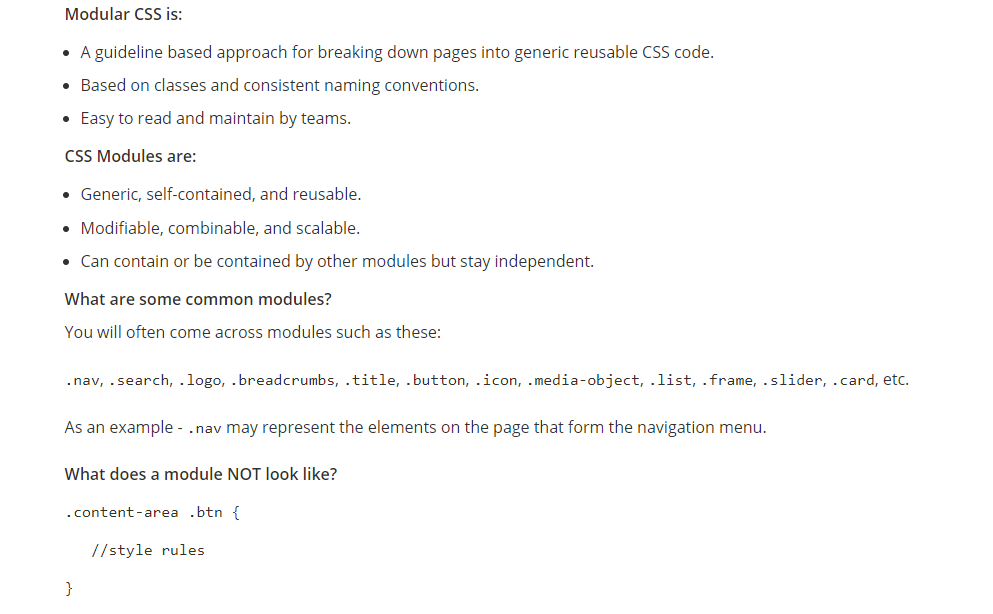 Modular CSS is:
• A guideline based approach for breaking down pages into generic reusable CSS code.
• Based on classes and consistent naming conventions.
• Easy to read and maintain by teams.
CSS Modules are:
• Generic, self-contained, and reusable.
• Modifiable, combinable, and scalable.
• Can contain or be contained by other modules but stay independent.
What are some common modules?
You will often come across modules such as these:
.nav, .search, .logo, .breadcrumbs, .title, .button, .icon, .media-object, .list, .frame, .slider, .card, etc.
As an example - .nav may represent the elements on the page that form the navigation menu.
What does a module NOT look like?
.content-area .btn {
//style rules
}